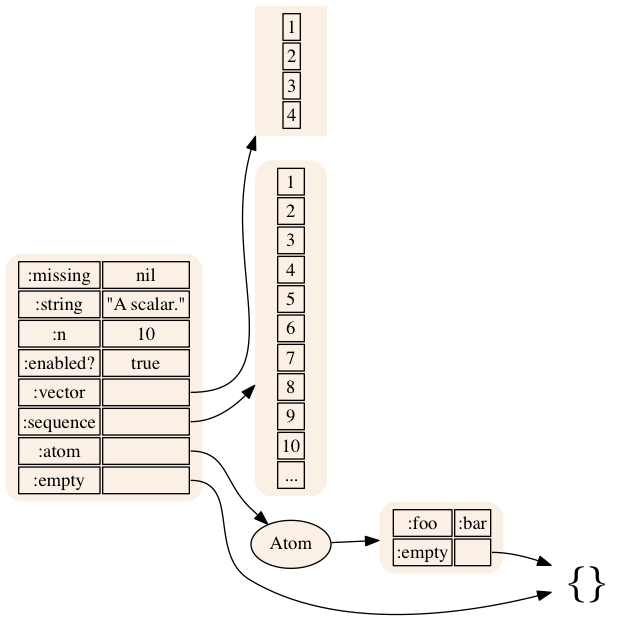 1
2
3
4
1
2
3
4
5
6
7
8
9
10
...
:missing nil
:string "A scalar."
:n 10
:enabled? true
:vector
:sequence
:atom
:empty
Atom
:foo :bar
:empty
{}